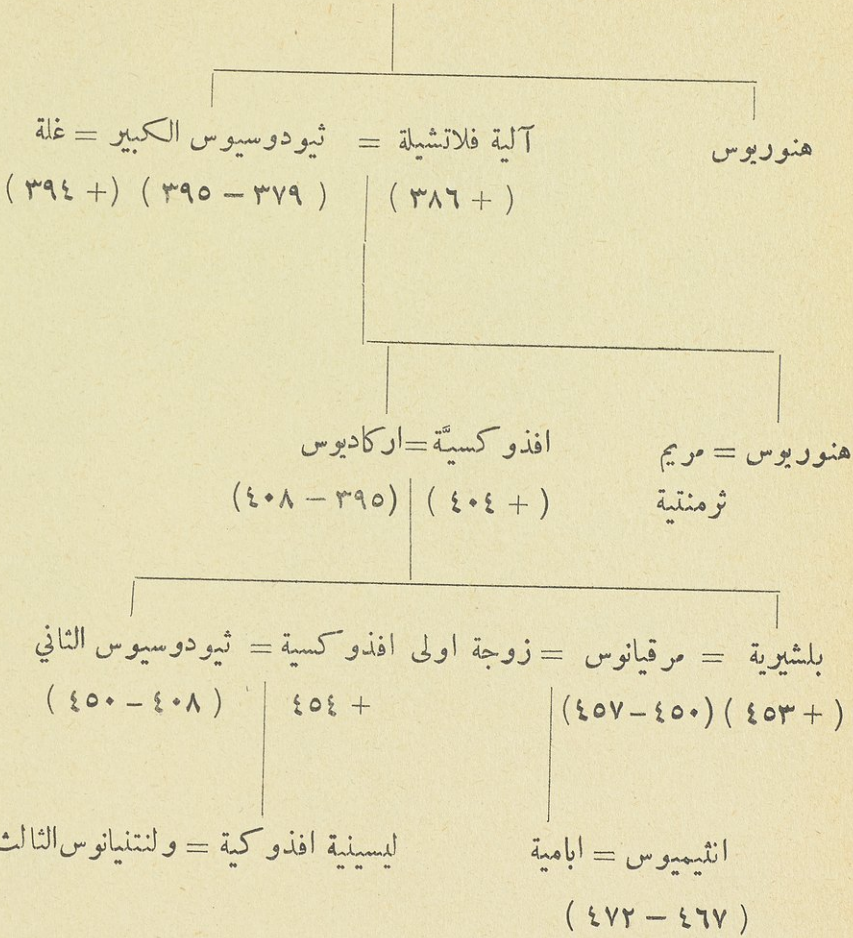 هنوريوس آلية فلاتشيلة = ثيودوسيوس الكبير = غلة
( + ٣٨٦ ) ( ٣٧٩ – ٣٩٥ ) ( + ٣٩٤ )
هنوريوس = مريم افذوكسيَّة = اركاديوس
ثرمنتية ( + ٤٠٤ ) ( ٣٩٥ – ٤٠٨ )
بلشيرية = مرقيانوس = زوجة اولى افذوكسية = ثيودوسيوس الثاني
( + ٤٥٣ ) ( ٤٥٠ – ٤٥٧ ) + ٤٥٤ ( ٤٠٨ – ٤٥٠ )
انثيميوس = ابامية ليسينية افذوكية = ولنتنيانوس الثالث
( ٤٦٧ – ٤٧٢ )